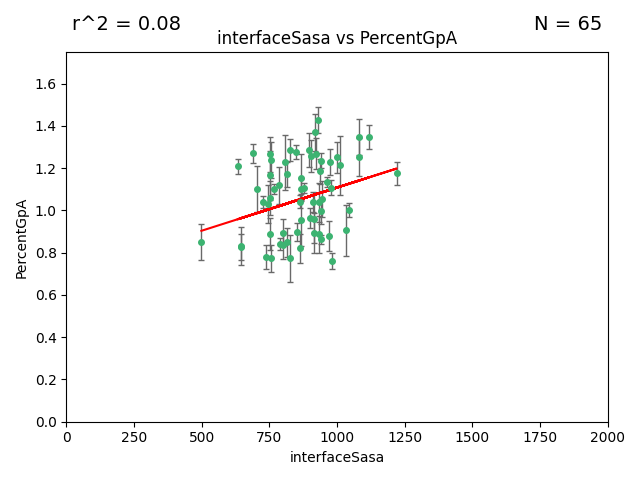 r^2 = 0.08
N = 65
interfaceSasa vs PercentGpA
PercentGpA
1.6
1.4
1.2
1.0
0.8
0.6
0.4
0.2
0.0
0 250 500 750 1000 1250 1500 1750 2000
interfaceSasa